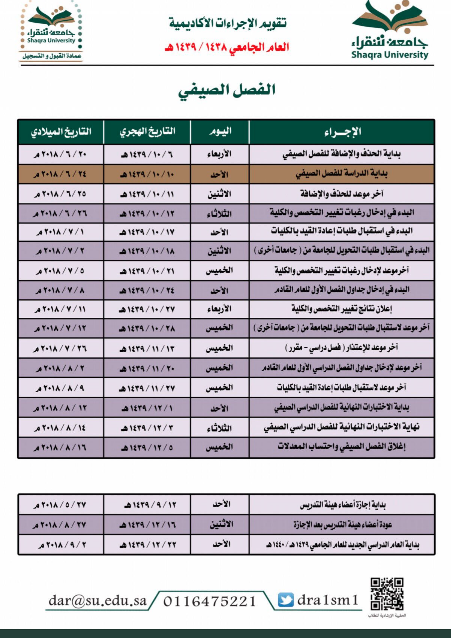 جامعة شقراء
Shaqra University
تقويم الإجراءات الأكاديمية
العام الجامعي ١٤٣٨ / ١٤٣٩ هـ
جامعة شقراء
Shaqra University
عمادة القبول و التسجيل
الفصل الصيفي
الإجراء اليوم التاريخ الهجري التاريخ الميلادي
بداية الحذف والإضافة للفصل الصيفي الأربعاء ٦ / ١٠ / ١٤٣٩ هـ ٢٠ / ٦ / ٢٠١٨ م
بداية الدراسة للفصل الصيفي الأحد ١٠ / ١٠ / ١٤٣٩ هـ ٢٤ / ٦ / ٢٠١٨ م
آخر موعد للحذف والإضافة الاثنين ١١ / ١٠ / ١٤٣٩ هـ ٢٥ / ٦ / ٢٠١٨ م
البدء في إدخال رغبات تغيير التخصص والكلية الثلاثاء ١٢ / ١٠ / ١٤٣٩ هـ ٢٦ / ٦ / ٢٠١٨ م
البدء في استقبال طلبات إعادة القيد بالكليات الأحد ١٧ / ١٠ / ١٤٣٩ هـ ١ / ٧ / ٢٠١٨ م
البدء في استقبال طلبات التحويل للجامعة من ( جامعات أخرى ) الاثنين ١٨ / ١٠ / ١٤٣٩ هـ ٢ / ٧ / ٢٠١٨ م
آخر موعد لإدخال رغبات تغيير التخصص والكلية الخميس ٢١ / ١٠ / ١٤٣٩ هـ ٥ / ٧ / ٢٠١٨ م
البدء في إدخال جداول الفصل الأول للعام القادم الأحد ٢٤ / ١٠ / ١٤٣٩ هـ ٨ / ٧ / ٢٠١٨ م
إعلان نتائج تغيير التخصص والكلية الأربعاء ٢٧ / ١٠ / ١٤٣٩ هـ ١١ / ٧ / ٢٠١٨ م
آخر موعد لاستقبال طلبات التحويل للجامعة من ( جامعات أخرى ) الخميس ٢٨ / ١٠ / ١٤٣٩ هـ ١٢ / ٧ / ٢٠١٨ م
آخر موعد للإعتذار ( فصل دراسي - مقرر ) الخميس ١٣ / ١١ / ١٤٣٩ هـ ٢٦ / ٧ / ٢٠١٨ م
آخر موعد لإدخال جداول الفصل الدراسي الأول للعام القادم الخميس ٢٠ / ١١ / ١٤٣٩ هـ ٢ / ٨ / ٢٠١٨ م
آخر موعد لاستقبال طلبات إعادة القيد بالكليات الخميس ٢٧ / ١١ / ١٤٣٩ هـ ٩ / ٨ / ٢٠١٨ م
بداية الاختبارات النهائية للفصل الدراسي الصيفي الأحد ١ / ١٢ / ١٤٣٩ هـ ١٢ / ٨ / ٢٠١٨ م
نهاية الاختبارات النهائية للفصل الدراسي الصيفي الثلاثاء ٣ / ١٢ / ١٤٣٩ هـ ١٤ / ٨ / ٢٠١٨ م
إغلاق الفصل الصيفي واحتساب المعدلات الخميس ٥ / ١٢ / ١٤٣٩ هـ ١٦ / ٨ / ٢٠١٨ م
بداية إجازة أعضاء هيئة التدريس الأحد ١٢ / ٩ / ١٤٣٩ هـ ٢٧ / ٥ / ٢٠١٨ م
عودة أعضاء هيئة التدريس بعد الإجازة الاثنين ١٦ / ١٢ / ١٤٣٩ هـ ٢٧ / ٨ / ٢٠١٨ م
بداية العام الدراسي الجديد للعام الجامعي ١٤٣٩هـ / ١٤٤٠هـ الأحد ٢٢ / ١٢ / ١٤٣٩ هـ ٢ / ٩ / ٢٠١٨ م
dar@su.edu.sa 0116475221 dra1sm1